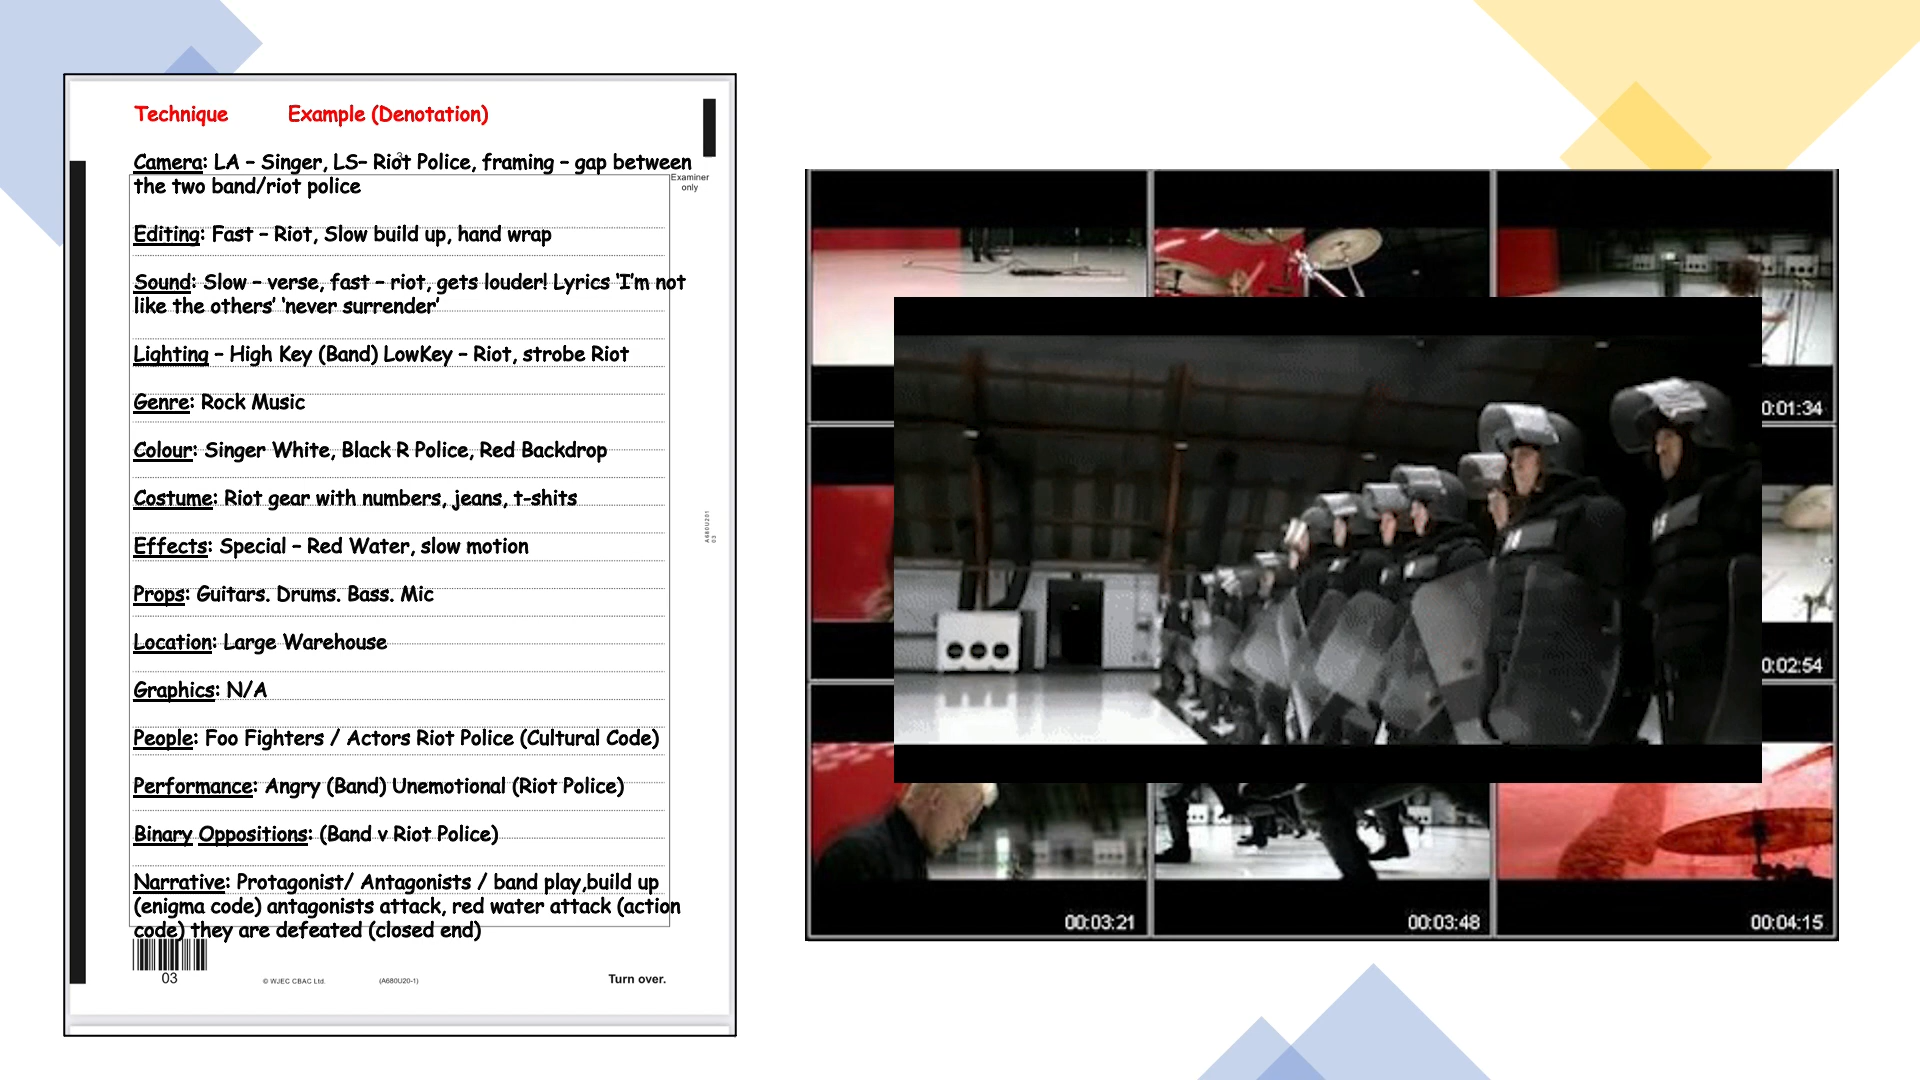 Technique Example (Denotation)
3
Camera: LA – Singer, LS– Riot Police, framing – gap between
the two band/riot police
Examiner
only
Editing: Fast – Riot, Slow build up, hand wrap
Sound: Slow – verse, fast – riot, gets louder! Lyrics ‘I’m not
like the others’ ‘never surrender’
Lighting – High Key (Band) LowKey – Riot, strobe Riot
Genre: Rock Music
Colour: Singer White, Black R Police, Red Backdrop
Costume: Riot gear with numbers, jeans, t-shits
A680U201
03
Effects: Special – Red Water, slow motion
Props: Guitars. Drums. Bass. Mic
Location: Large Warehouse
Graphics: N/A
People: Foo Fighters / Actors Riot Police (Cultural Code)
Performance: Angry (Band) Unemotional (Riot Police)
Binary Oppositions: (Band v Riot Police)
Narrative: Protagonist/ Antagonists / band play,build up
(enigma code) antagonists attack, red water attack (action
code) they are defeated (closed end)
03
© WJEC CBAC Ltd.
(A680U20-1)
Turn over.
0:01:34
0:02:54
00:03:21
00:03:48
00:04:15